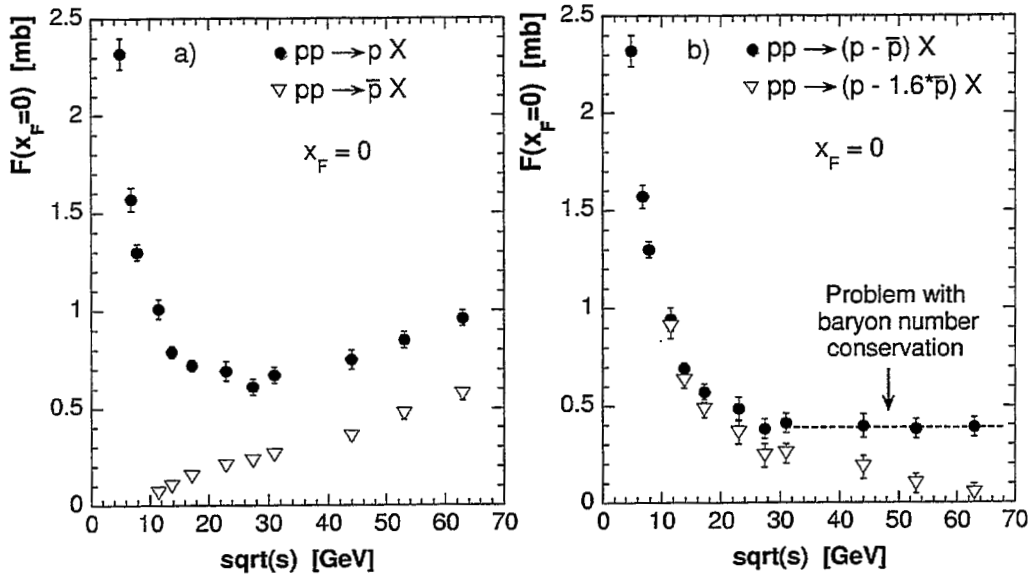 2.5
2
1.5
1
0.5
0
F(x_F=0) [mb]
a)
● pp →p X
▽ pp →p̅ X
x_F = 0
0 10 20 30 40 50 60 70
sqrt(s) [GeV]
2.5
2
1.5
1
0.5
0
F(x_F=0) [mb]
b)
● pp →(p - p̅) X
▽ pp →(p - 1.6*p̅) X
x_F = 0
Problem with
baryon number
conservation
0 10 20 30 40 50 60 70
sqrt(s) [GeV]